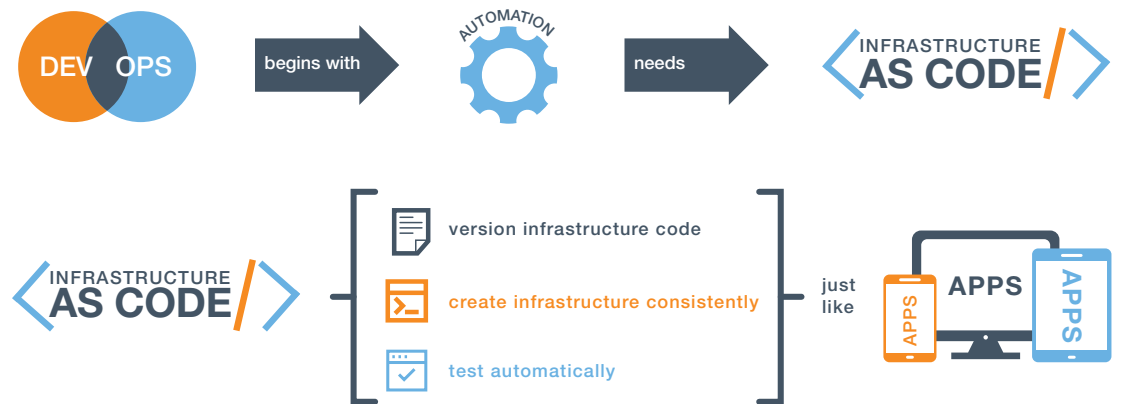 DEV OPS
begins with
AUTOMATION
needs
INFRASTRUCTURE
AS CODE
INFRASTRUCTURE
AS CODE
version infrastructure code
create infrastructure consistently
test automatically
just
like
APPS
APPS
APPS